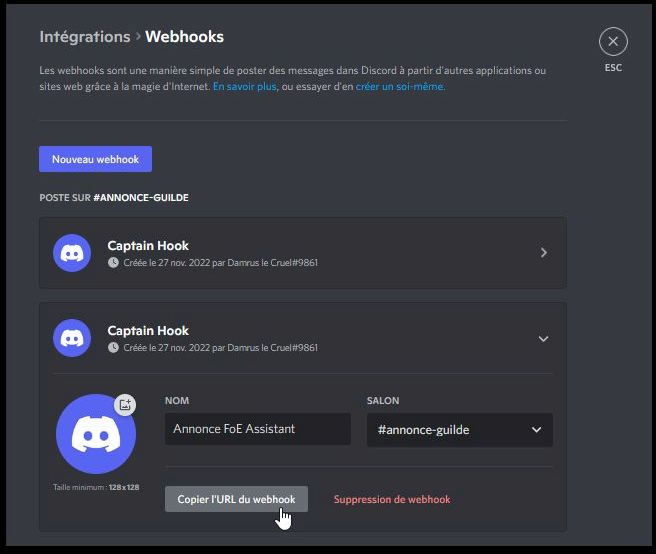 Intégrations > Webhooks
ESC
Les webhooks sont une manière simple de poster des messages dans Discord à partir d'autres applications ou
sites web grâce à la magie d'Internet. En savoir plus, ou essayer d'en créer un soi-même.
Nouveau webhook
POSTE SUR #ANNONCE-GUILDE
Captain Hook
Créée le 27 nov. 2022 par Damrus le Cruel#9861
Captain Hook
Créée le 27 nov. 2022 par Damrus le Cruel#9861
NOM
SALON
Annonce FoE Assistant
#annonce-guilde
Taille minimum : 128x128
Copier l'URL du webhook
Suppression de webhook